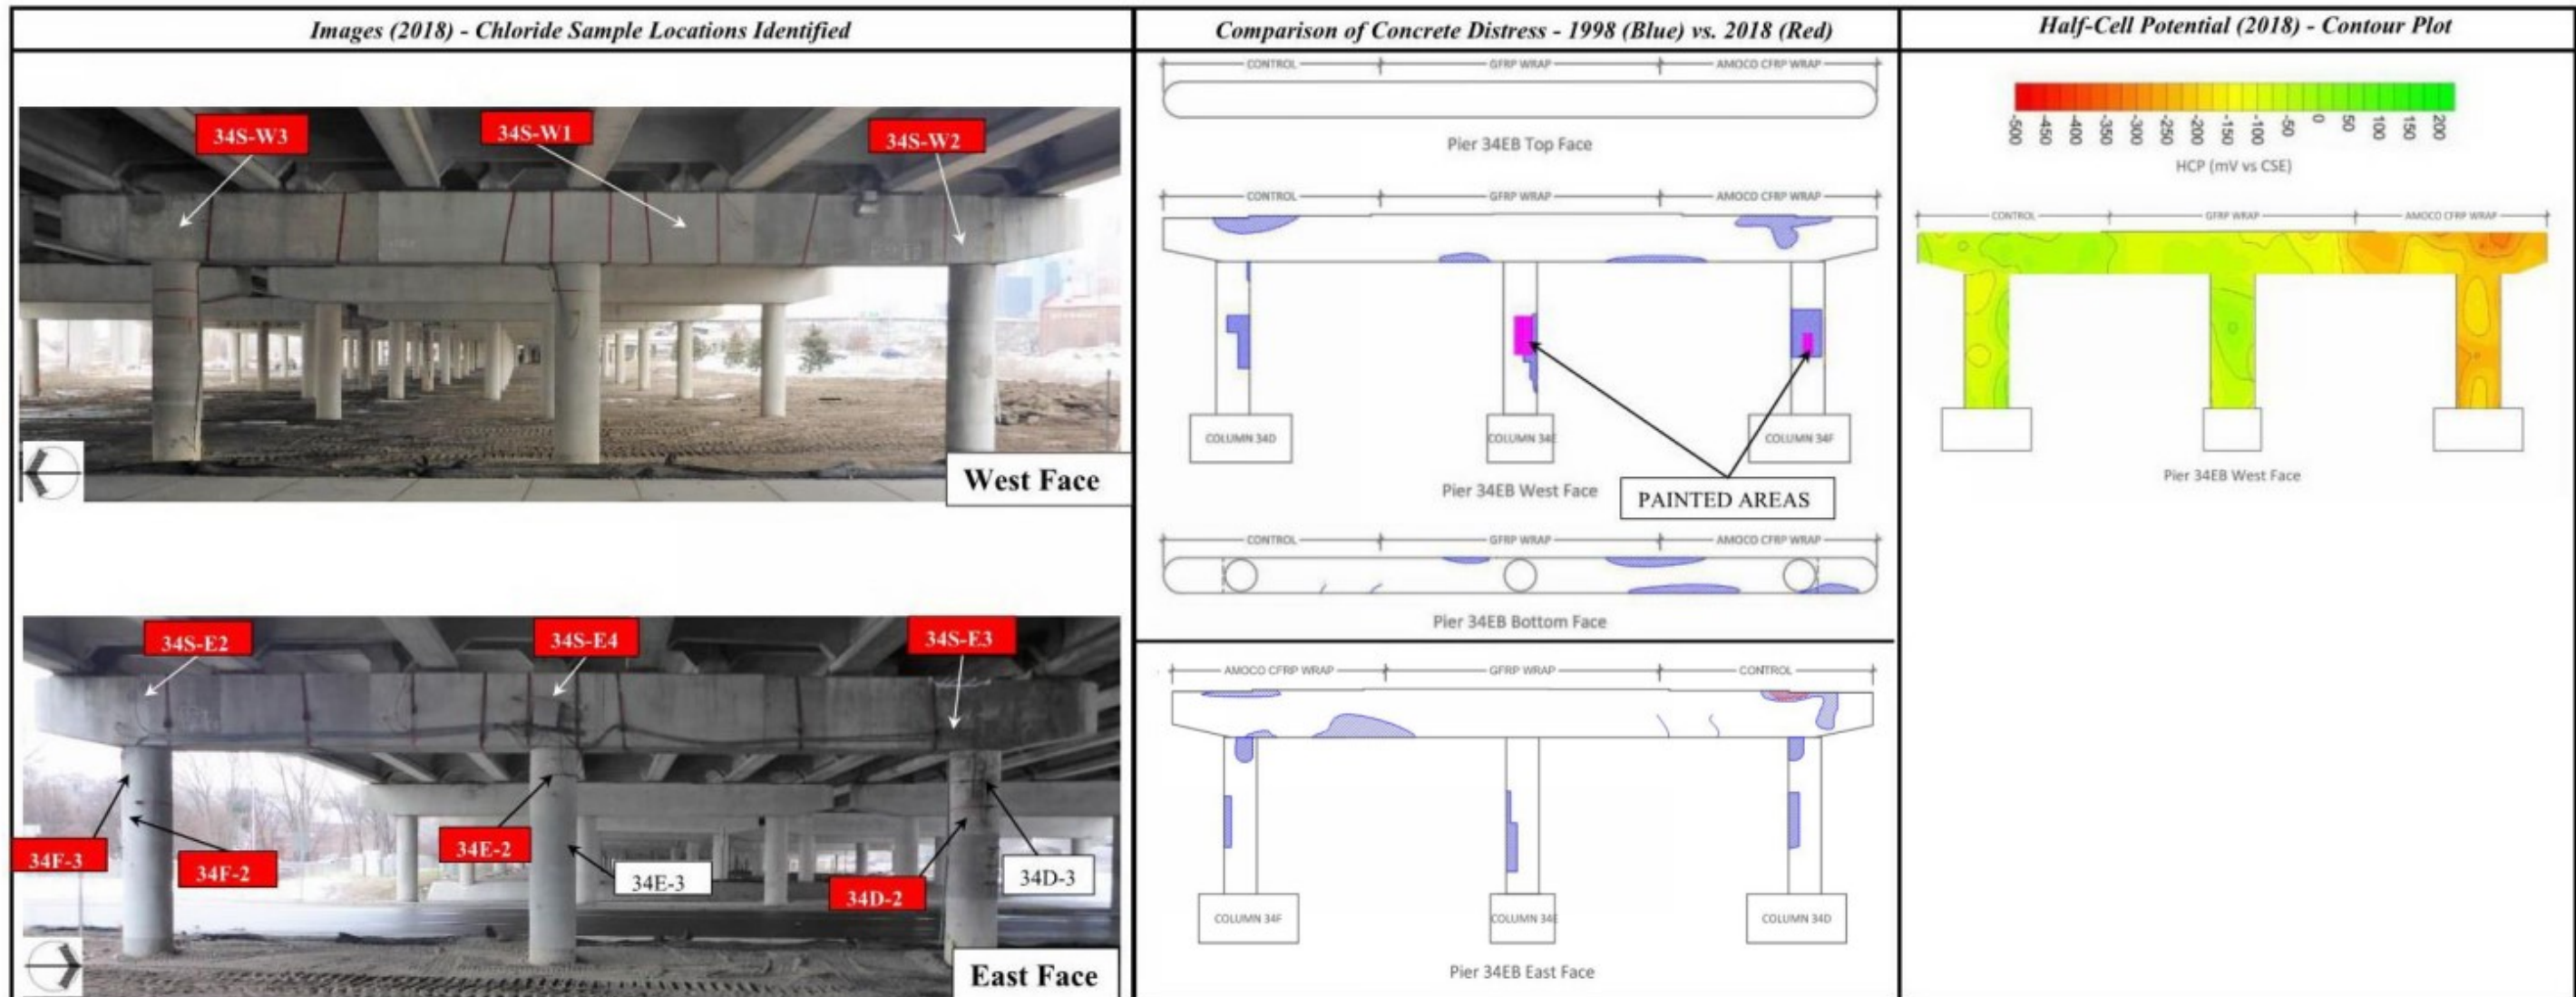 Images (2018) - Chloride Sample Locations Identified
34S-W3
34S-W1
34S-W2
West Face
34S-E2
34S-E4
34S-E3
34F-3
34F-2
34E-2
34E-3
34D-2
34D-3
East Face
Comparison of Concrete Distress - 1998 (Blue) vs. 2018 (Red)
CONTROL GFRP WRAP AMOCO CFRP WRAP
Pier 34EB Top Face
CONTROL GFRP WRAP AMOCO CFRP WRAP
COLUMN 34D COLUMN 34E COLUMN 34F
Pier 34EB West Face
PAINTED AREAS
CONTROL GFRP WRAP AMOCO CFRP WRAP
Pier 34EB Bottom Face
AMOCO CFRP WRAP GFRP WRAP CONTROL
COLUMN 34F COLUMN 34E COLUMN 34D
Pier 34EB East Face
Half-Cell Potential (2018) - Contour Plot
-500 -450 -400 -350 -300 -250 -200 -150 -100 -50 0 50 100 150 200
HCP (mV vs CSE)
CONTROL GFRP WRAP AMOCO CFRP WRAP
Pier 34EB West Face